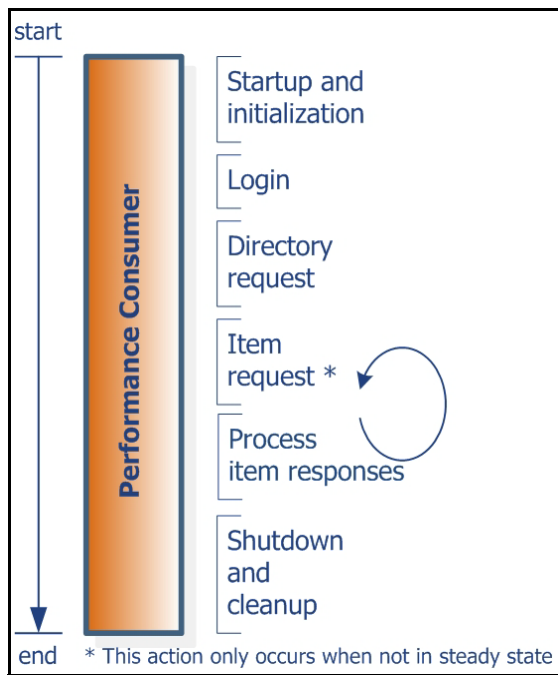 start
Performance Consumer
Startup and
initialization
Login
Directory
request
Item
request *
Process
item responses
Shutdown
and
cleanup
end
* This action only occurs when not in steady state